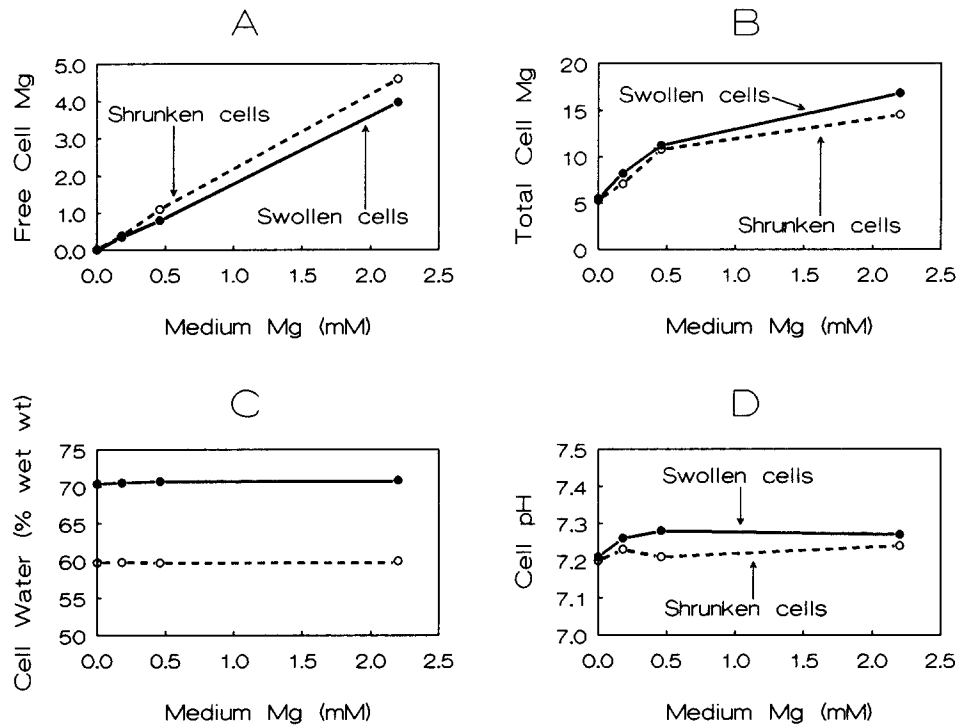 A
Free Cell Mg
5.0
4.0
3.0
2.0
1.0
0.0
Shrunken cells
Swollen cells
0.0 0.5 1.0 1.5 2.0 2.5
Medium Mg (mM)
B
Total Cell Mg
20
15
10
5
0
Swollen cells
Shrunken cells
0.0 0.5 1.0 1.5 2.0 2.5
Medium Mg (mM)
C
Cell Water (% wet wt)
75
70
65
60
55
50
0.0 0.5 1.0 1.5 2.0 2.5
Medium Mg (mM)
D
Cell pH
7.5
7.4
7.3
7.2
7.1
7.0
Swollen cells
Shrunken cells
0.0 0.5 1.0 1.5 2.0 2.5
Medium Mg (mM)